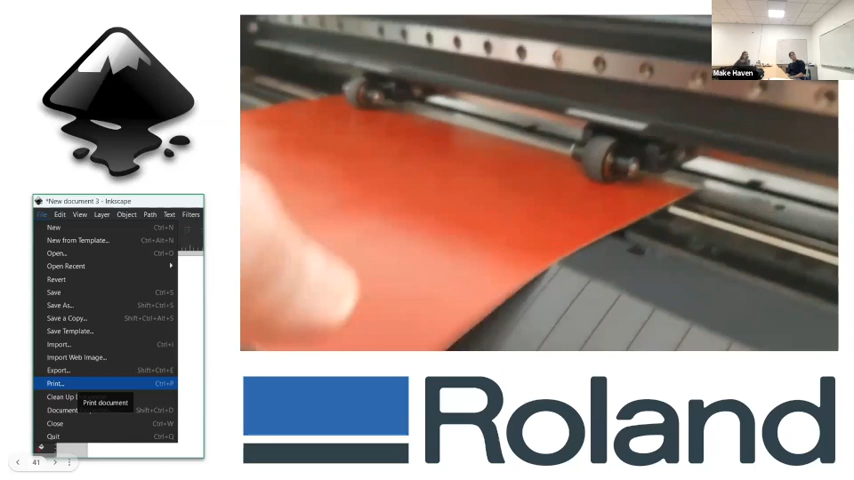 Make Haven
*New document 3 - Inkscape
File Edit View Layer Object Path Text Filters
New Ctrl+N
New from Template... Ctrl+Alt+N
Open... Ctrl+O
Open Recent
Revert
Save Ctrl+S
Save As... Shift+Ctrl+S
Save a Copy... Shift+Ctrl+Alt+S
Save Template...
Import... Ctrl+I
Import Web Image...
Export... Shift+Ctrl+E
Print... Ctrl+P
Clean Up
Print document
Document Shift+Ctrl+D
Close Ctrl+W
Quit Ctrl+Q
41
Roland